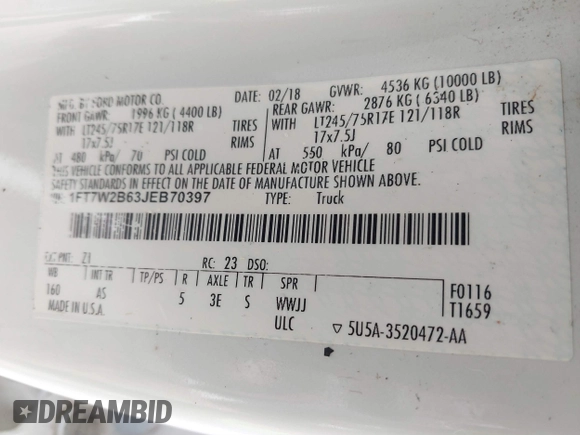 MFG. BY FORD MOTOR CO.
DATE: 02/18 GVWR: 4536 KG (10000 LB)
FRONT GAWR: 1996 KG (4400 LB)
REAR GAWR: 2876 KG (6340 LB)
WITH LT245/75R17E 121/118R TIRES
WITH LT245/75R17E 121/118R TIRES
17x7.5J RIMS
17x7.5J RIMS
AT 480 kPa/ 70 PSI COLD
AT 550 kPa/ 80 PSI COLD
THIS VEHICLE CONFORMS TO ALL APPLICABLE FEDERAL MOTOR VEHICLE
SAFETY STANDARDS IN EFFECT ON THE DATE OF MANUFACTURE SHOWN ABOVE.
VIN: 1FT7W2B63JEB70397
TYPE: Truck
EXT PNT: Z1 RC: 23 DSO:
WB INT TR TP/PS R AXLE TR SPR
160 AS 5 3E S WWJJ
F0116
T1659
MADE IN U.S.A. ULC
▽ 5U5A-3520472-AA
DREAMBID